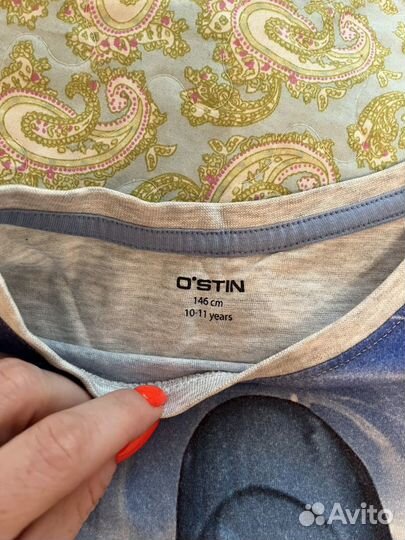 O'STIN
146 cm
10-11 years
Avito